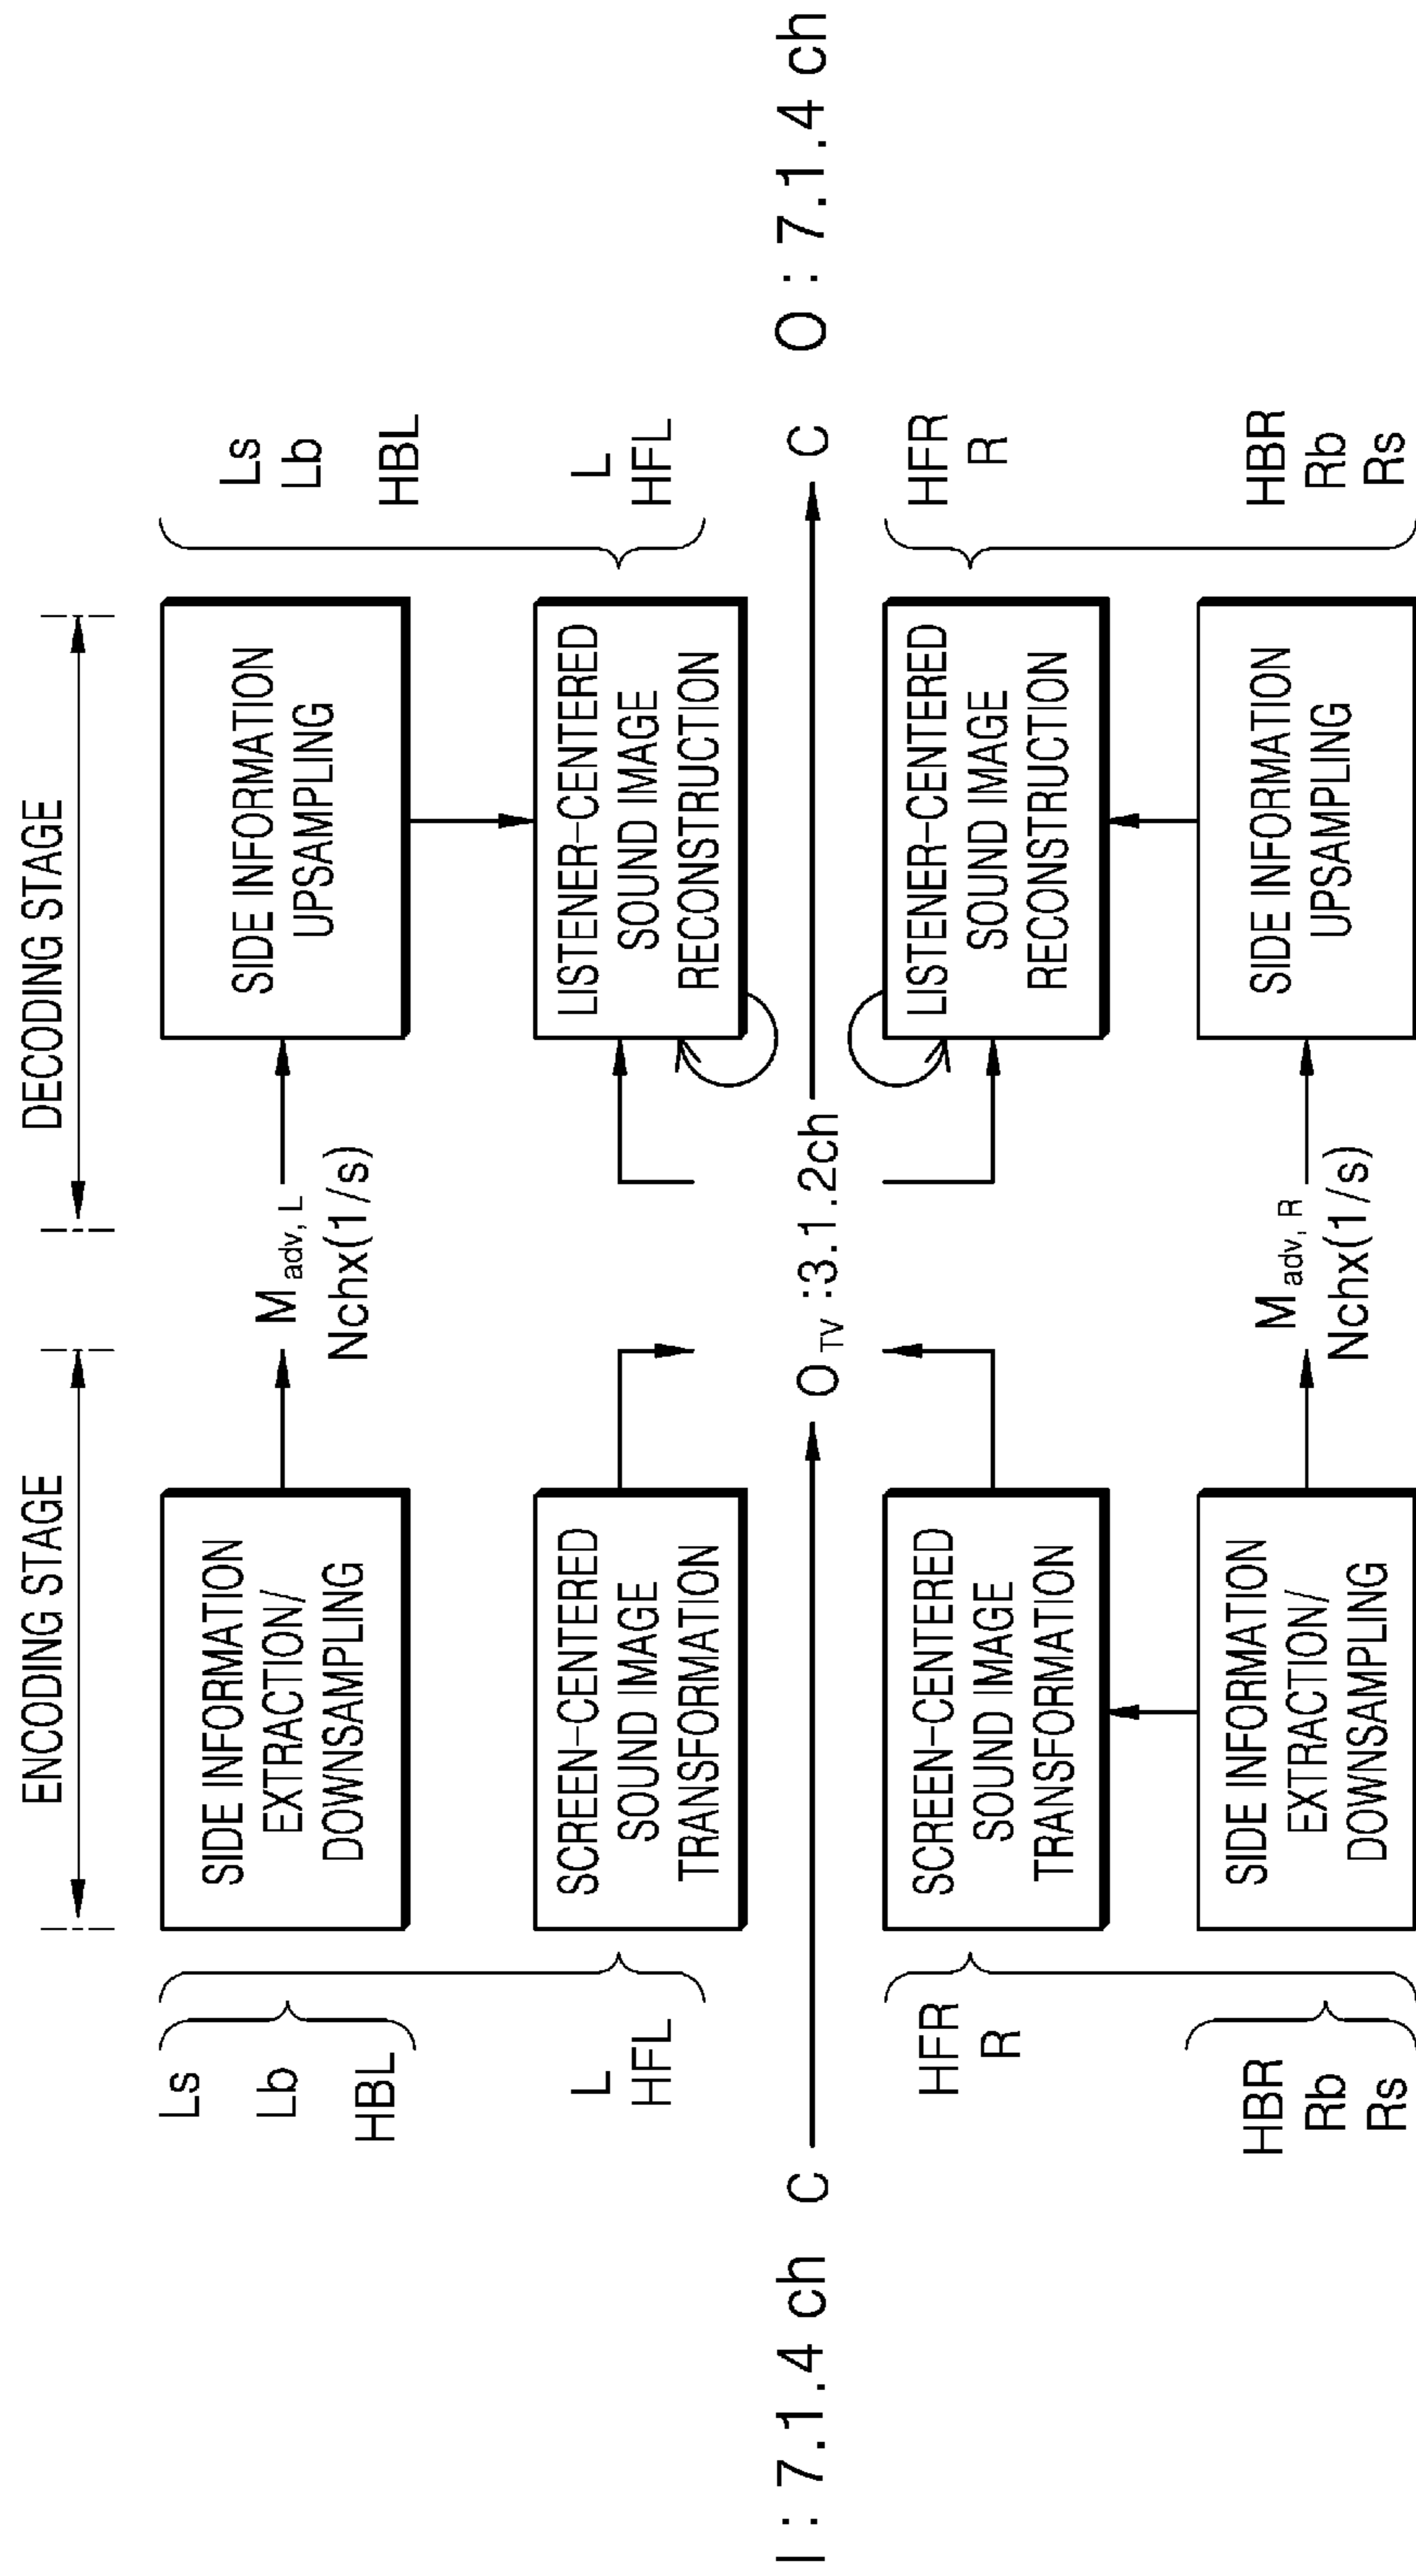 ENCODING STAGE
DECODING STAGE
Ls
Lb
HBL
SIDE INFORMATION
EXTRACTION/
DOWNSAMPLING
M adv, L
Nchx(1/s)
SIDE INFORMATION
UPSAMPLING
Ls
Lb
HBL
L
HFL
SCREEN-CENTERED
SOUND IMAGE
TRANSFORMATION
LISTENER-CENTERED
SOUND IMAGE
RECONSTRUCTION
L
HFL
I : 7.1.4 ch
C
O TV :3.1.2ch
C
O : 7.1.4 ch
HFR
R
SCREEN-CENTERED
SOUND IMAGE
TRANSFORMATION
LISTENER-CENTERED
SOUND IMAGE
RECONSTRUCTION
HFR
R
HBR
Rb
Rs
SIDE INFORMATION
EXTRACTION/
DOWNSAMPLING
M adv, R
Nchx(1/s)
SIDE INFORMATION
UPSAMPLING
HBR
Rb
Rs